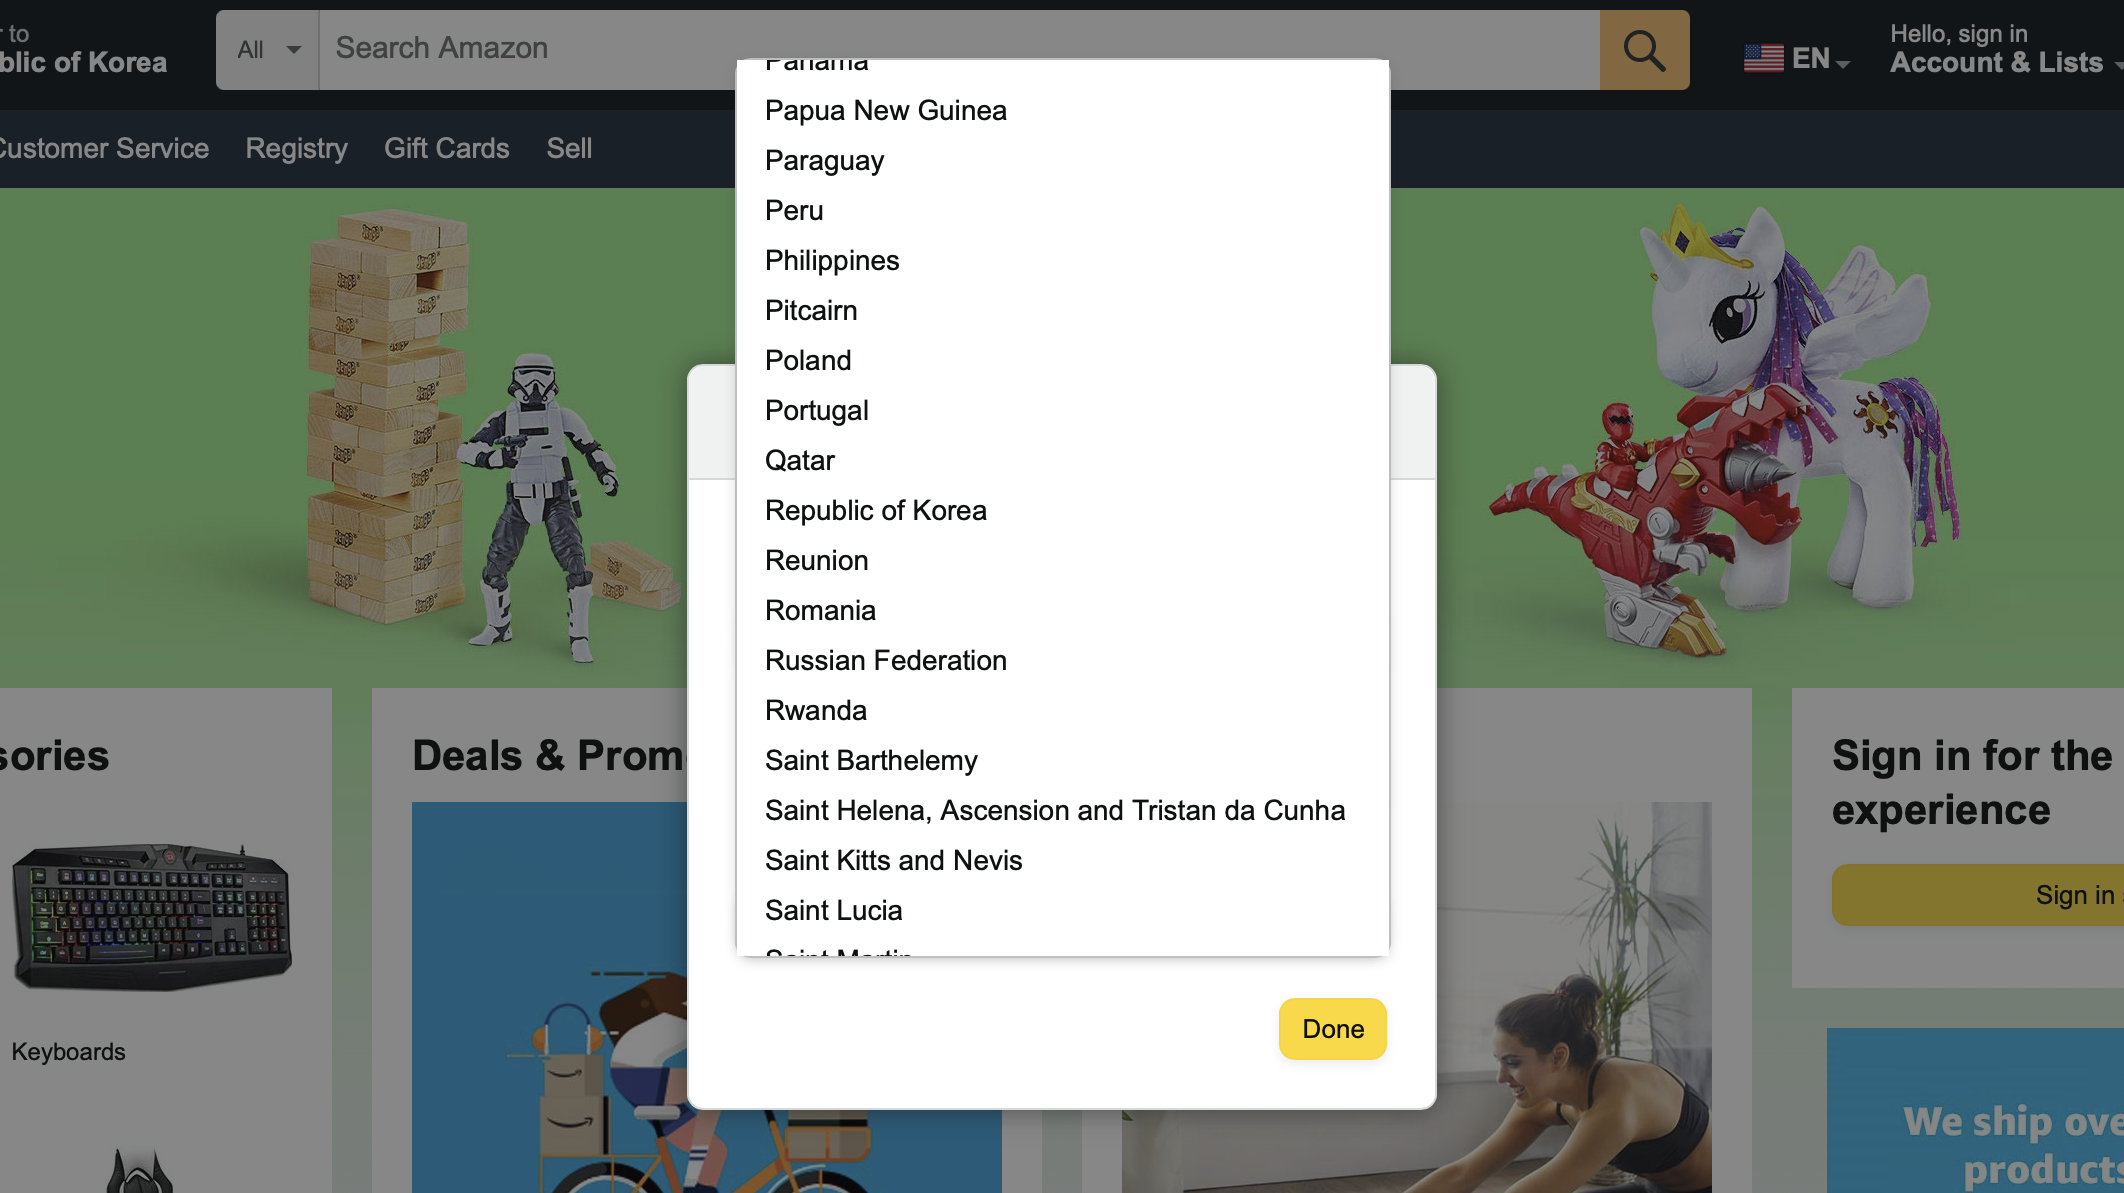 to
blic of Korea
All
Search Amazon
EN
Hello, sign in
Account & Lists
Customer Service
Registry
Gift Cards
Sell
Panama
Papua New Guinea
Paraguay
Peru
Philippines
Pitcairn
Poland
Portugal
Qatar
Republic of Korea
Reunion
Romania
Russian Federation
Rwanda
Saint Barthelemy
Saint Helena, Ascension and Tristan da Cunha
Saint Kitts and Nevis
Saint Lucia
Saint Martin
Done
sories
Keyboards
Deals & Prom
Sign in for the
experience
Sign in
We ship ove
products